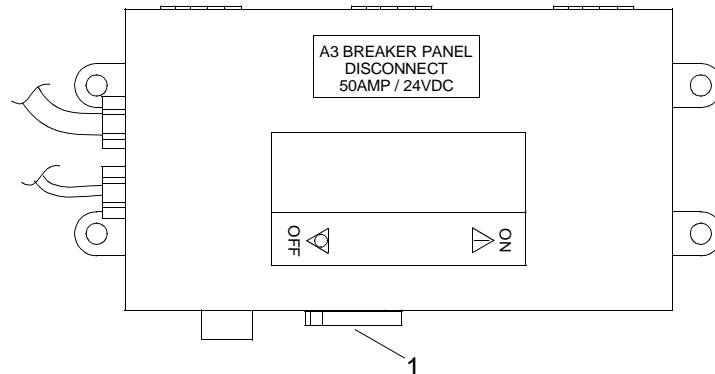 A3 BREAKER PANEL
DISCONNECT
50AMP / 24VDC
OFF
ON
1